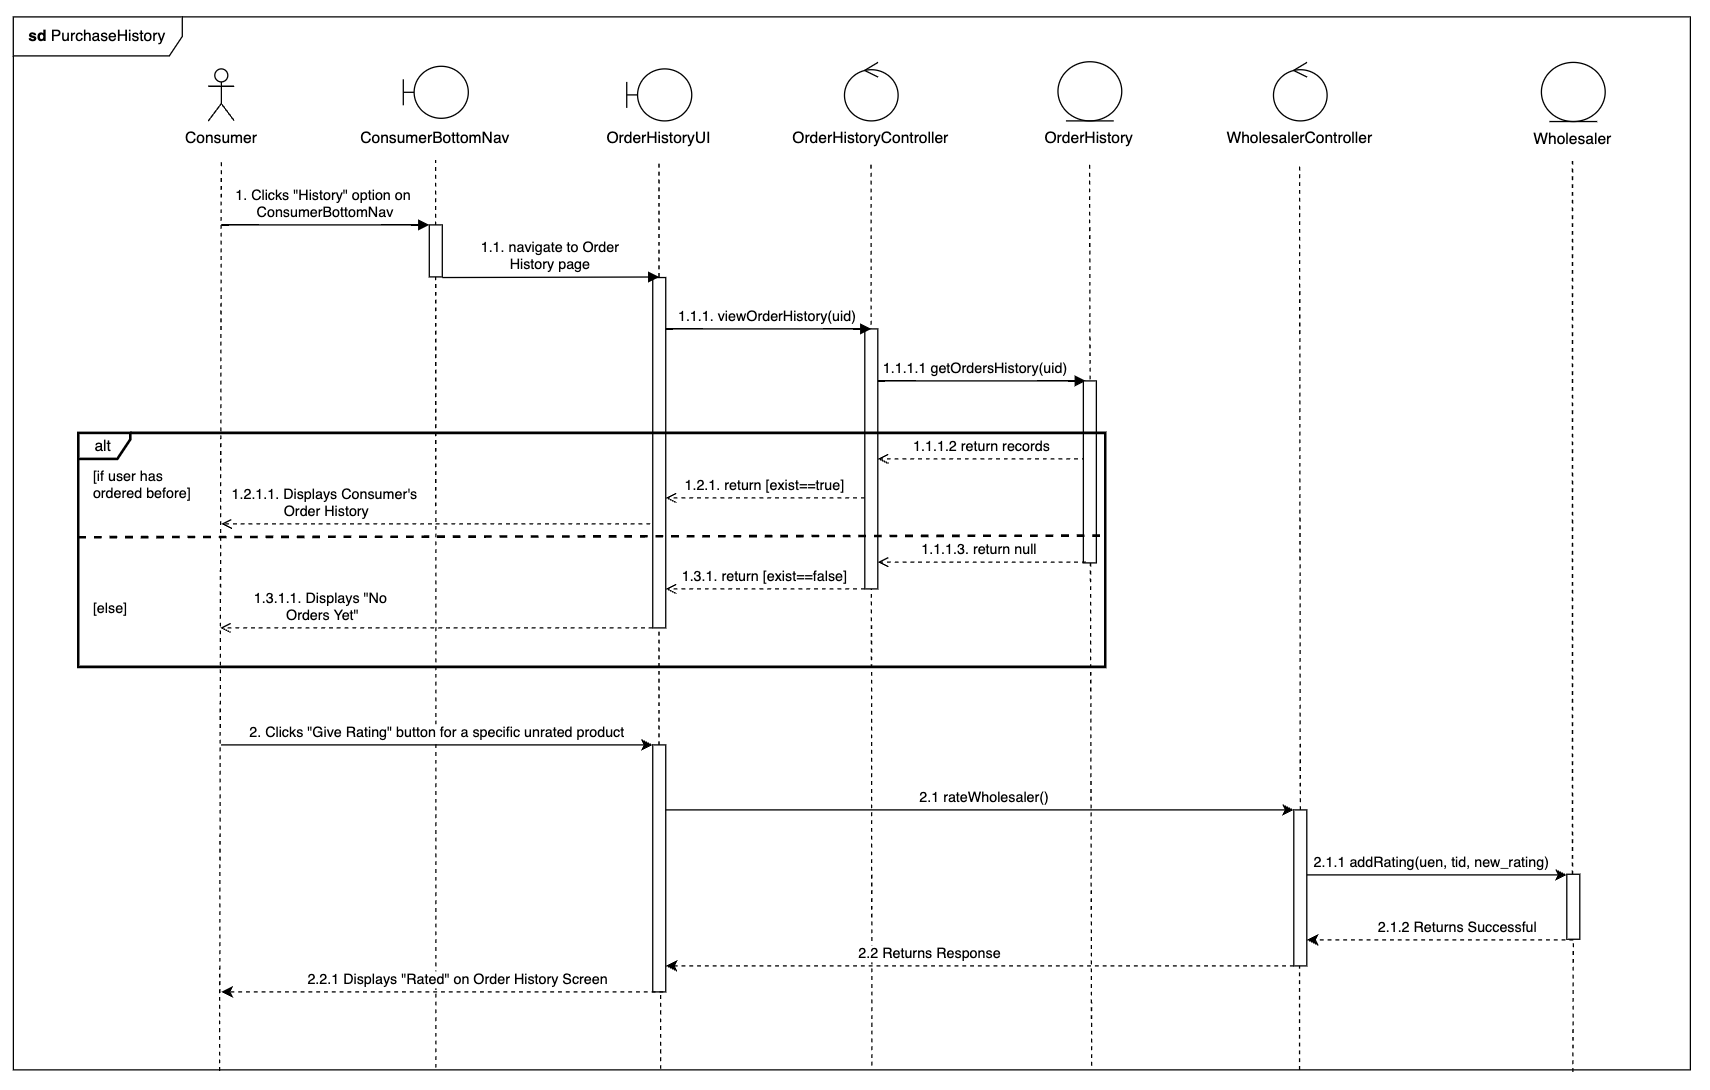 sd PurchaseHistory
Consumer
ConsumerBottomNav
OrderHistoryUI
OrderHistoryController
OrderHistory
WholesalerController
Wholesaler
1. Clicks "History" option on
ConsumerBottomNav
1.1. navigate to Order
History page
1.1.1. viewOrderHistory(uid)
1.1.1.1 getOrdersHistory(uid)
alt
1.1.1.2 return records
[if user has
ordered before]
1.2.1. return [exist==true]
1.2.1.1. Displays Consumer's
Order History
1.1.1.3. return null
1.3.1. return [exist==false]
[else]
1.3.1.1. Displays "No
Orders Yet"
2. Clicks "Give Rating" button for a specific unrated product
2.1 rateWholesaler()
2.1.1 addRating(uen, tid, new_rating)
2.1.2 Returns Successful
2.2 Returns Response
2.2.1 Displays "Rated" on Order History Screen